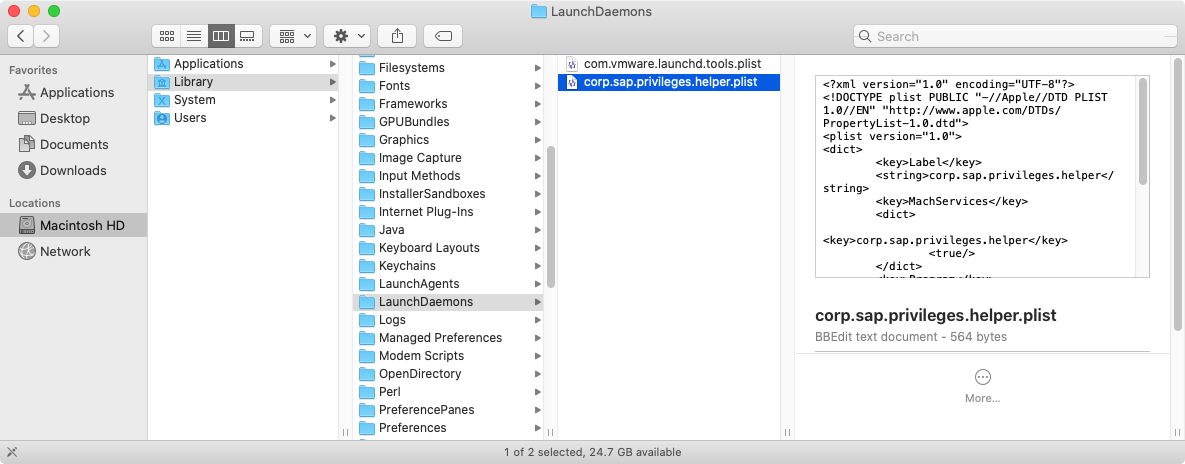 LaunchDaemons
Search
Favorites
Applications
Desktop
Documents
Downloads
Locations
Macintosh HD
Network
Applications
Library
System
Users
Filesystems
Fonts
Frameworks
GPUBundles
Graphics
Image Capture
Input Methods
InstallerSandboxes
Internet Plug-Ins
Java
Keyboard Layouts
Keychains
LaunchAgents
LaunchDaemons
Logs
Managed Preferences
Modem Scripts
OpenDirectory
Perl
PreferencePanes
Preferences
com.vmware.launchd.tools.plist
corp.sap.privileges.helper.plist
<?xml version="1.0" encoding="UTF-8"?>
<!DOCTYPE plist PUBLIC "-//Apple//DTD PLIST
1.0//EN" "http://www.apple.com/DTDs/
PropertyList-1.0.dtd">
<plist version="1.0">
<dict>
<key>Label</key>
<string>corp.sap.privileges.helper</
string>
<key>MachServices</key>
<dict>
<key>corp.sap.privileges.helper</key>
<true/>
</dict>
<key>Program</key>
corp.sap.privileges.helper.plist
BBEdit text document - 564 bytes
More...
1 of 2 selected, 24.7 GB available